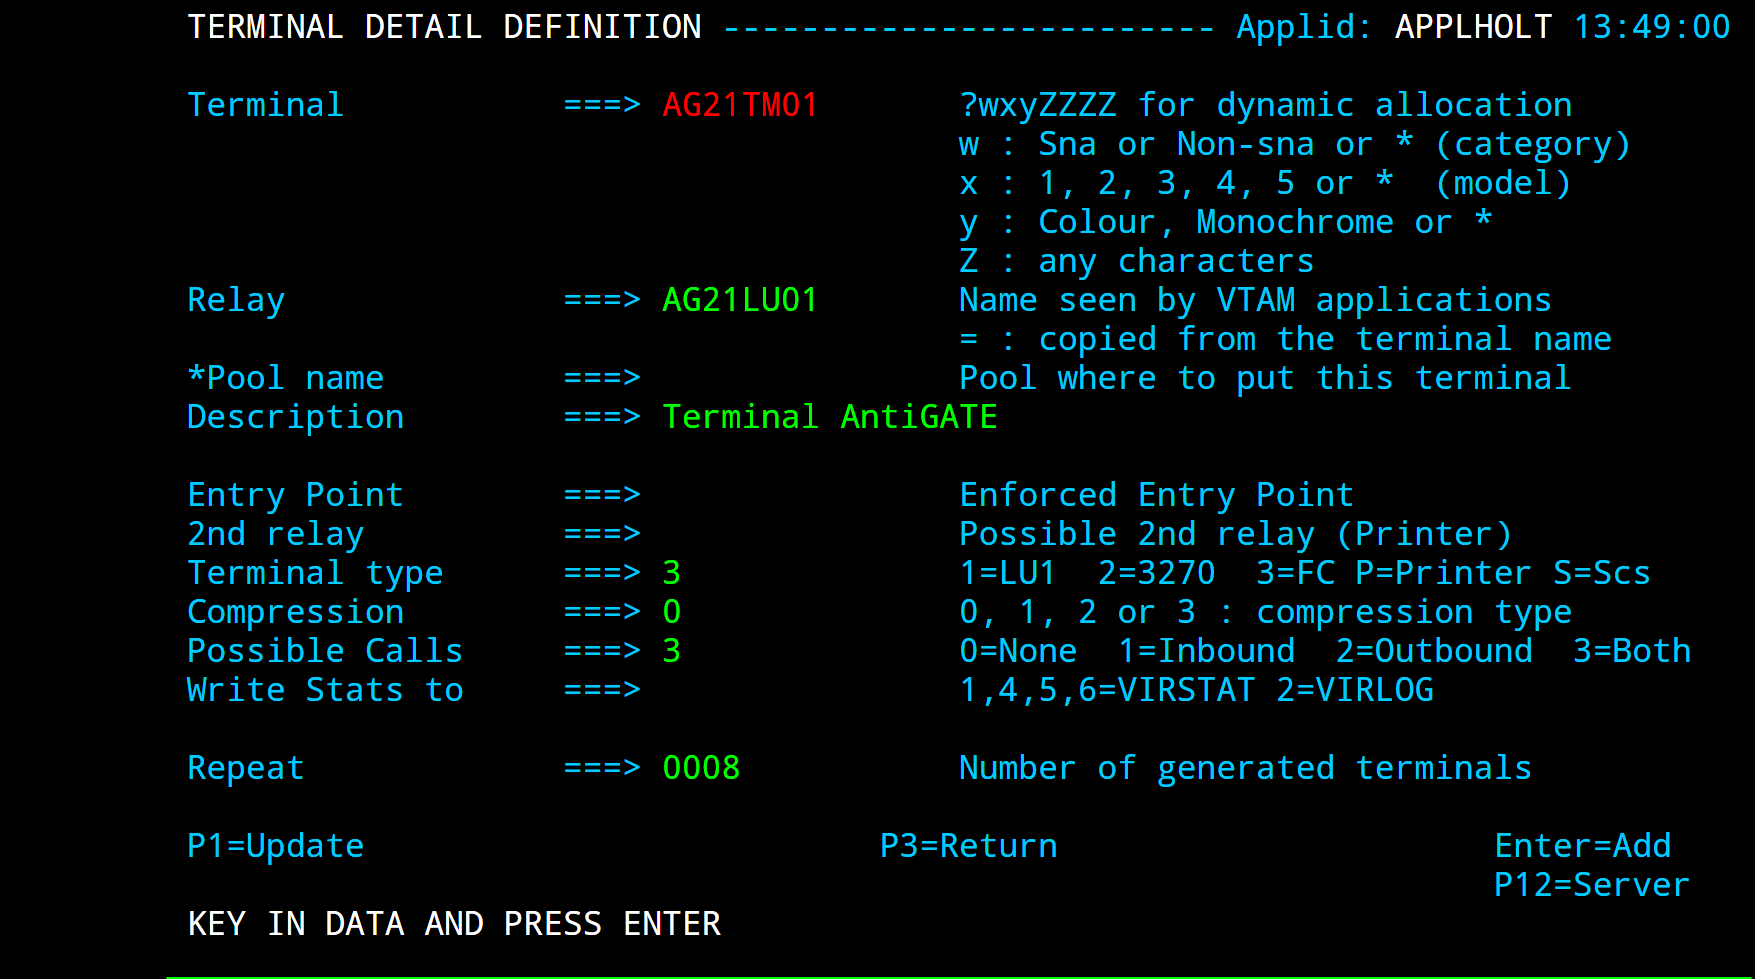 TERMINAL DETAIL DEFINITION ------------------------- Applid: APPLHOLT 13:49:00
Terminal ===> AG21TM01 ?wxyZZZZ for dynamic allocation
w : Sna or Non-sna or * (category)
x : 1, 2, 3, 4, 5 or * (model)
y : Colour, Monochrome or *
Z : any characters
Relay ===> AG21LU01 Name seen by VTAM applications
= : copied from the terminal name
*Pool name ===> Pool where to put this terminal
Description ===> Terminal AntiGATE
Entry Point ===> Enforced Entry Point
2nd relay ===> Possible 2nd relay (Printer)
Terminal type ===> 3 1=LU1 2=3270 3=FC P=Printer S=Scs
Compression ===> 0 0, 1, 2 or 3 : compression type
Possible Calls ===> 3 0=None 1=Inbound 2=Outbound 3=Both
Write Stats to ===> 1,4,5,6=VIRSTAT 2=VIRLOG
Repeat ===> 0008 Number of generated terminals
P1=Update P3=Return Enter=Add
P12=Server
KEY IN DATA AND PRESS ENTER